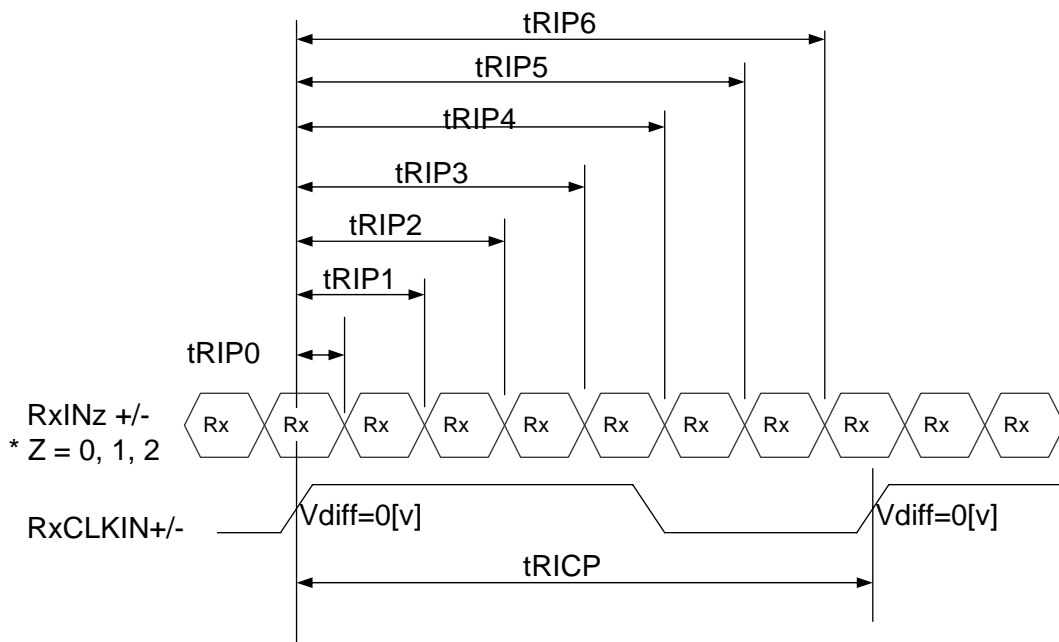 tRIP6
tRIP5
tRIP4
tRIP3
tRIP2
tRIP1
tRIP0
RxINz +/-
* Z = 0, 1, 2
Rx Rx Rx Rx Rx Rx Rx Rx Rx Rx Rx
RxCLKIN+/-
Vdiff=0[v] Vdiff=0[v]
tRICP